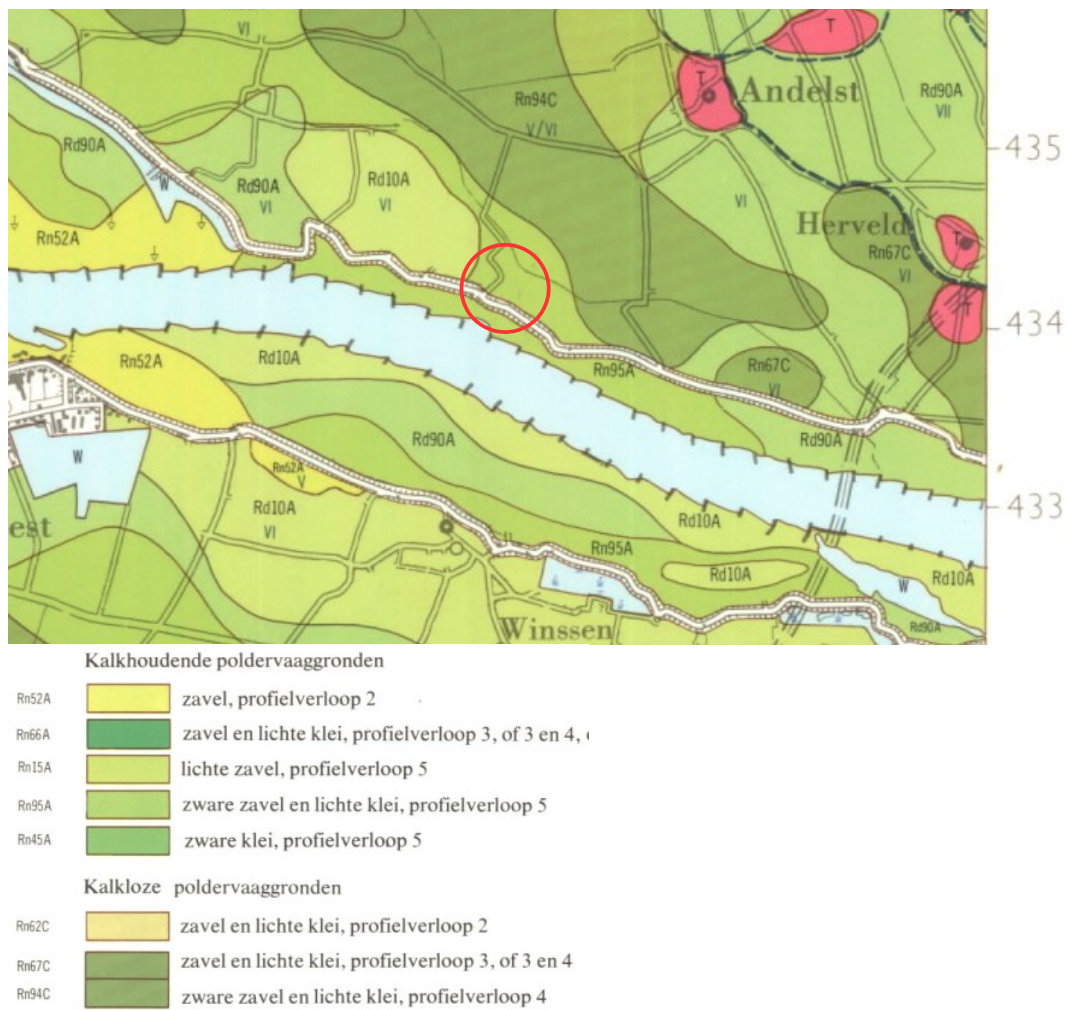 VI
T
T
Andelst
Rn94C
V/VI
Rd90A
VII
435
Rd90A
W
Rd90A
VI
Rd10A
VI
VI
Herveld
T
Rn67C
VI
Rn52A
T
434
Rn52A
Rd10A
Rn95A
Rn67C
VI
Rd90A
Rd90A
W
Rn52A
V
Rd10A
VI
433
est
Rd10A
Rn95A
Rd10A
W
Rd10A
Winssen
W
Rd90A
Kalkhoudende poldervaaggronden
Rn52A zavel, profielverloop 2
Rn66A zavel en lichte klei, profielverloop 3, of 3 en 4,
Rn15A lichte zavel, profielverloop 5
Rn95A zware zavel en lichte klei, profielverloop 5
Rn45A zware klei, profielverloop 5
Kalkloze poldervaaggronden
Rn62C zavel en lichte klei, profielverloop 2
Rn67C zavel en lichte klei, profielverloop 3, of 3 en 4
Rn94C zware zavel en lichte klei, profielverloop 4